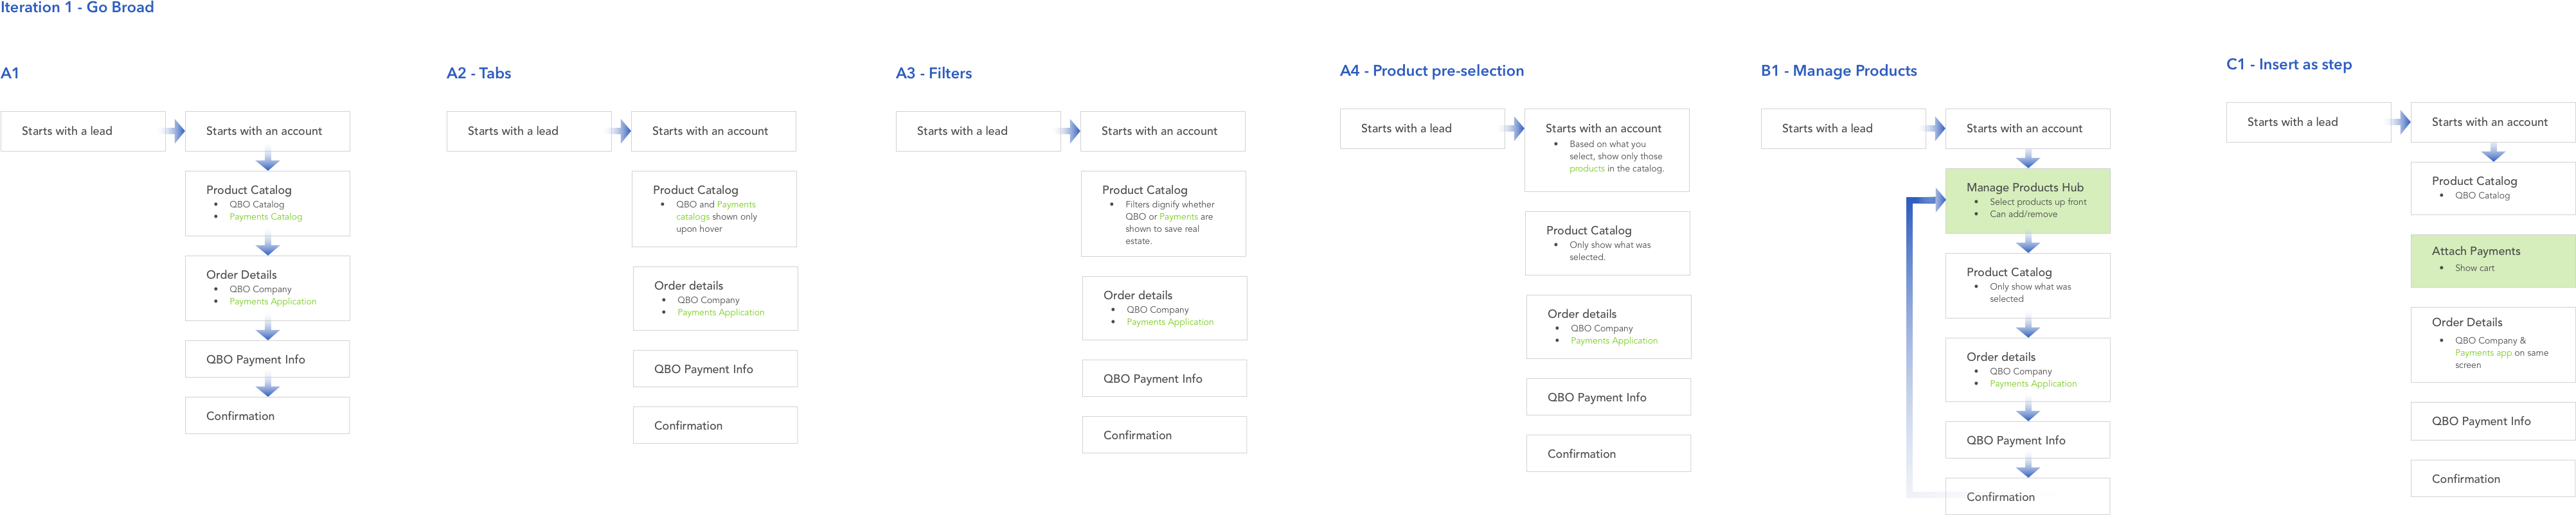 Iteration 1 - Go Broad
A1
Starts with a lead
Starts with an account
Product Catalog
• QBO Catalog
• Payments Catalog
Order Details
• QBO Company
• Payments Application
QBO Payment Info
Confirmation
A2 - Tabs
Starts with a lead
Starts with an account
Product Catalog
• QBO and Payments
catalogs shown only
upon hover
Order details
• QBO Company
• Payments Application
QBO Payment Info
Confirmation
A3 - Filters
Starts with a lead
Starts with an account
Product Catalog
• Filters dignify whether
QBO or Payments are
shown to save real
estate.
Order details
• QBO Company
• Payments Application
QBO Payment Info
Confirmation
A4 - Product pre-selection
Starts with a lead
Starts with an account
• Based on what you
select, show only those
products in the catalog.
Product Catalog
• Only show what was
selected.
Order details
• QBO Company
• Payments Application
QBO Payment Info
Confirmation
B1 - Manage Products
Starts with a lead
Starts with an account
Manage Products Hub
• Select products up front
• Can add/remove
Product Catalog
• Only show what was
selected
Order details
• QBO Company
• Payments Application
QBO Payment Info
Confirmation
C1 - Insert as step
Starts with a lead
Starts with an account
Product Catalog
• QBO Catalog
Attach Payments
• Show cart
Order Details
• QBO Company &
Payments app on same
screen
QBO Payment Info
Confirmation